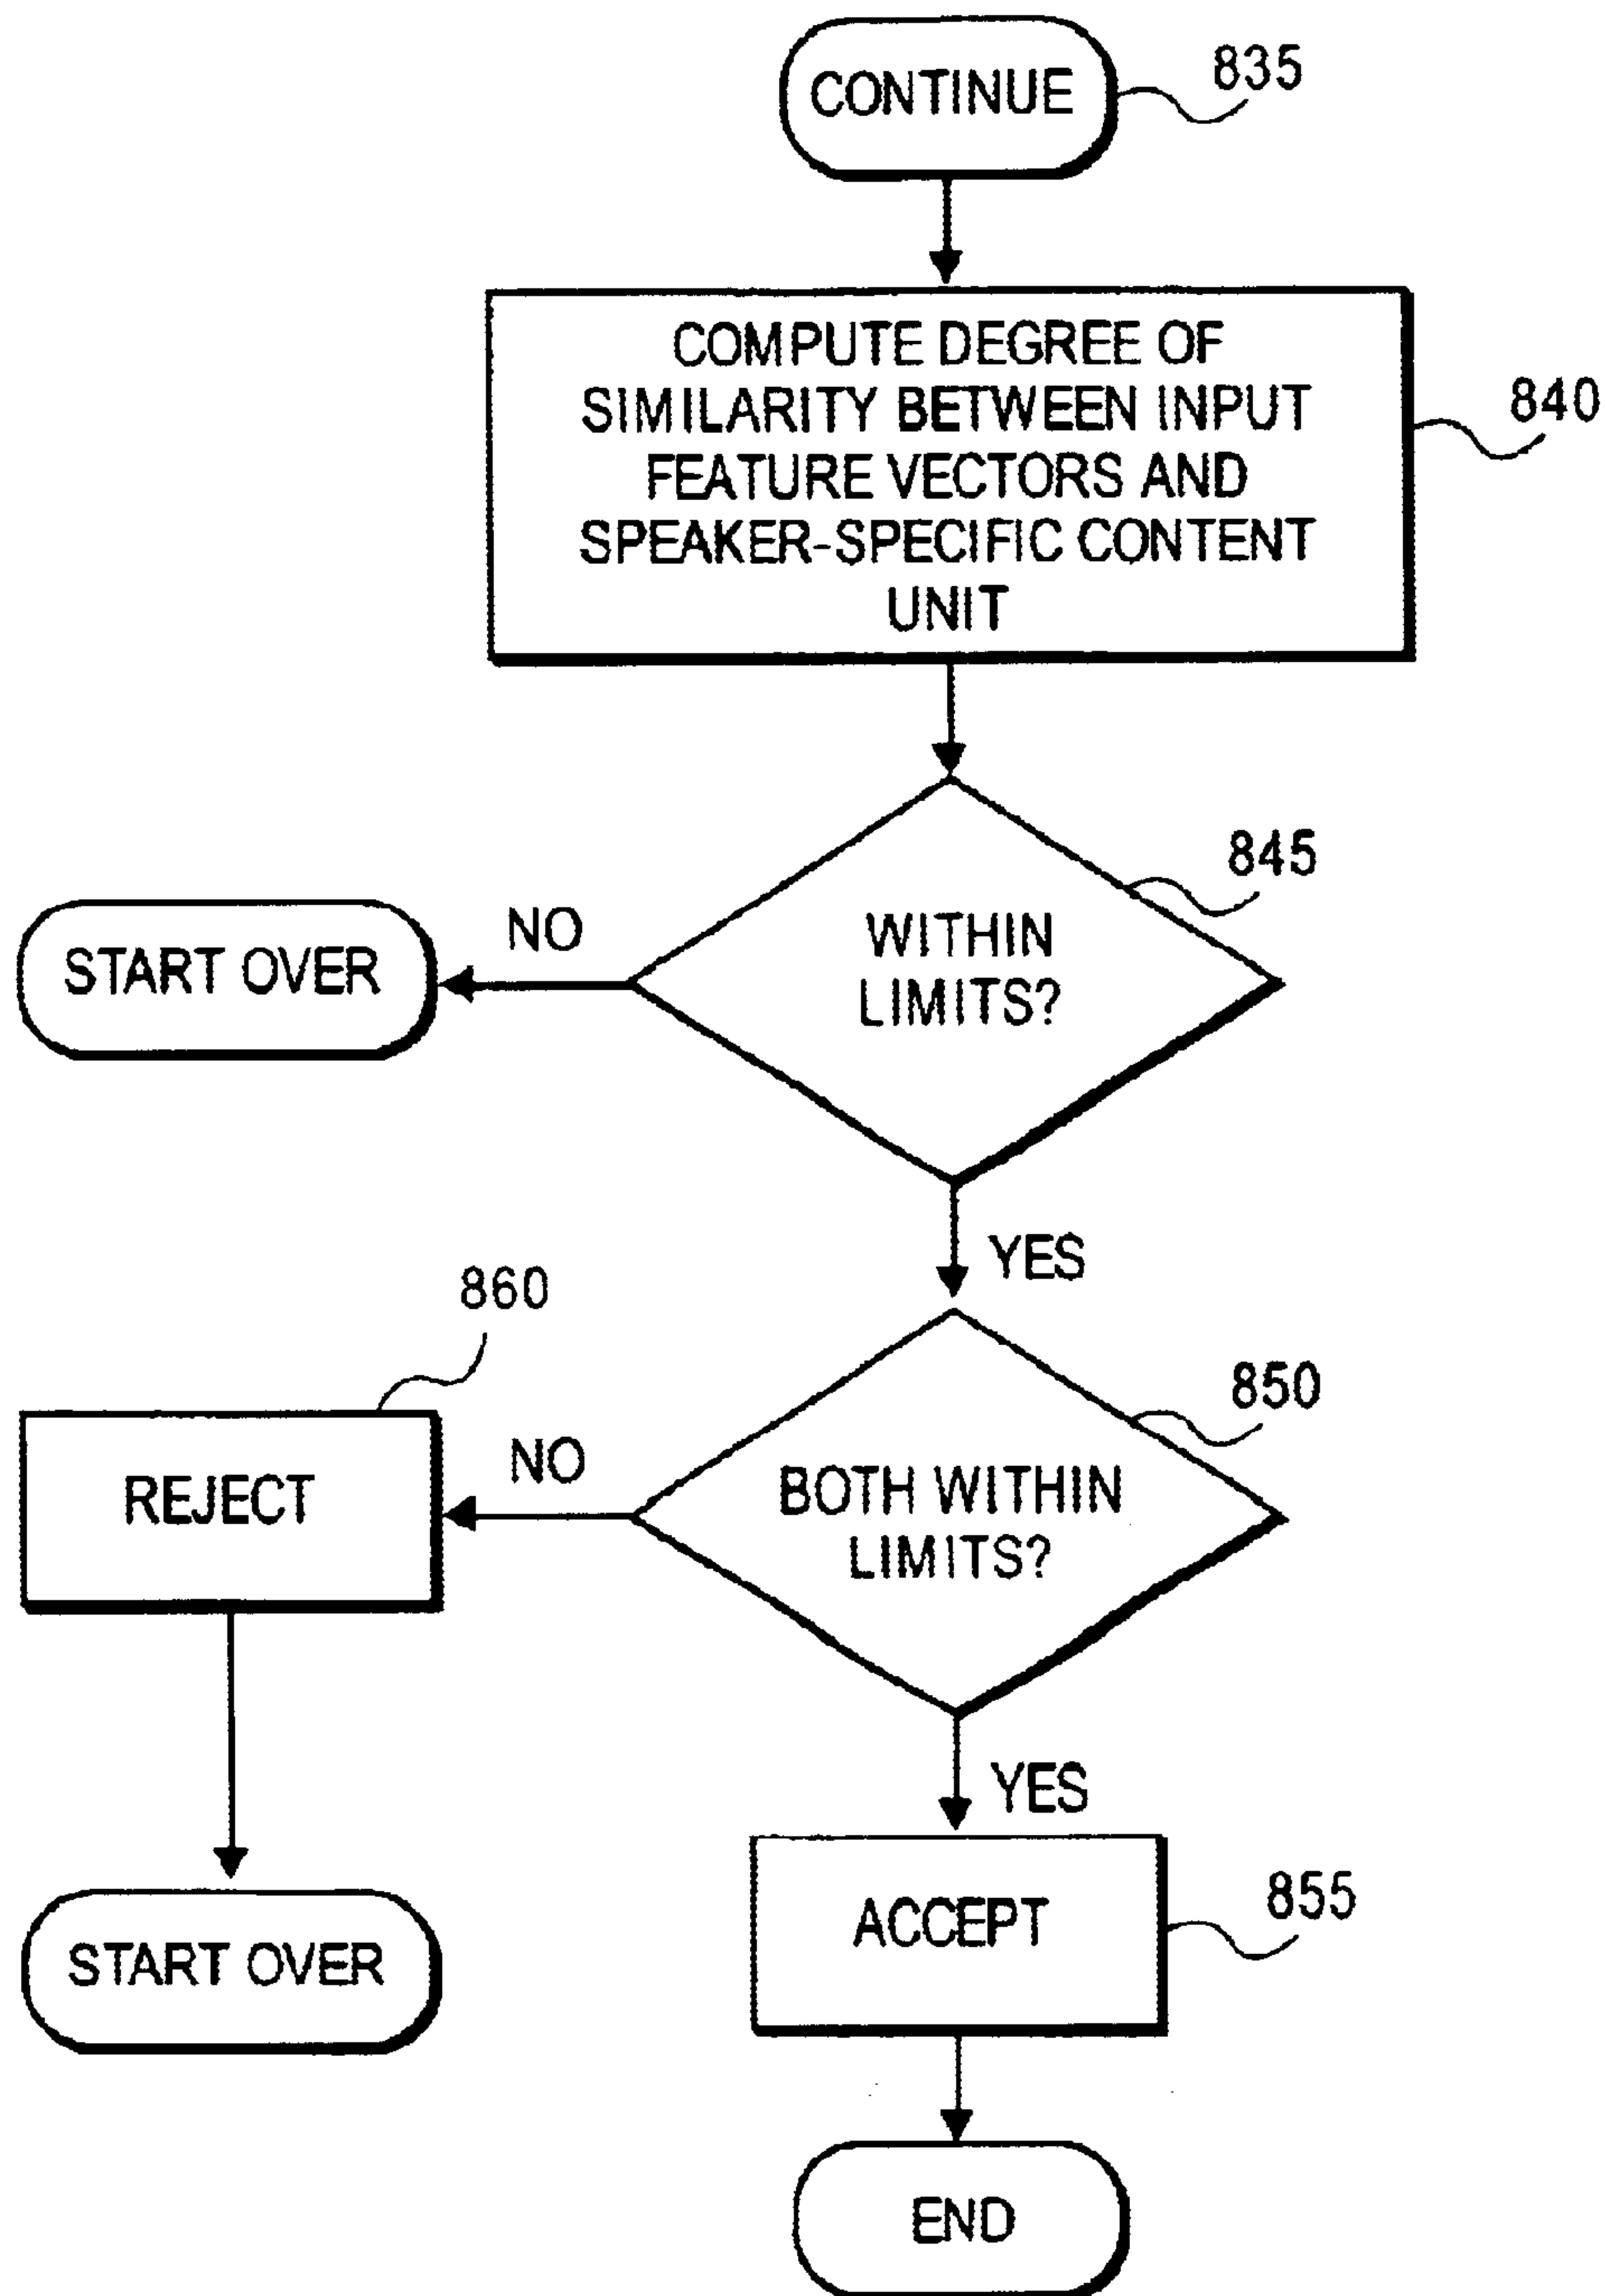 CONTINUE
835
COMPUTE DEGREE OF
SIMILARITY BETWEEN INPUT
FEATURE VECTORS AND
SPEAKER-SPECIFIC CONTENT
UNIT
840
845
WITHIN
LIMITS?
NO
START OVER
YES
860
850
BOTH WITHIN
LIMITS?
NO
REJECT
YES
ACCEPT
855
START OVER
END